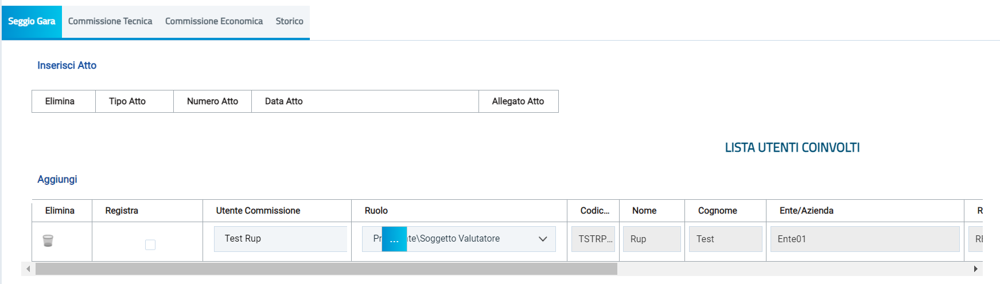 Seggio Gara Commissione Tecnica Commissione Economica Storico
Inserisci Atto
Elimina Tipo Atto Numero Atto Data Atto Allegato Atto
LISTA UTENTI COINVOLTI
Aggiungi
Elimina Registra Utente Commissione Ruolo Codic... Nome Cognome Ente/Azienda R
Test Rup Pr ... te\Soggetto Valutatore TSTRP... Rup Test Ente01 RE